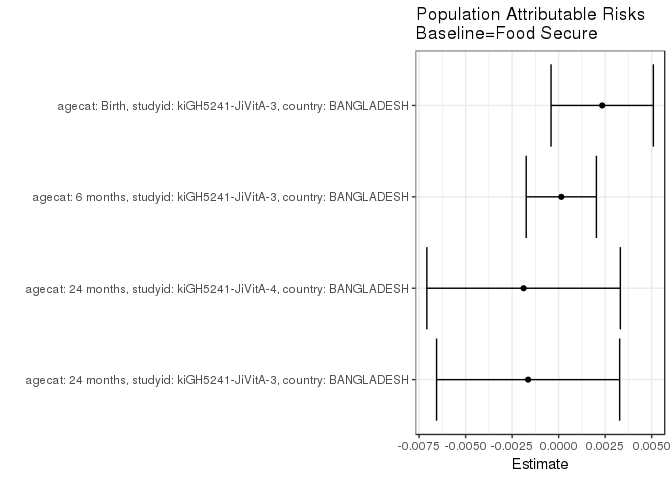 Population Attributable Risks
Baseline=Food Secure
agecat: Birth, studyid: kiGH5241-JiVitA-3, country: BANGLADESH
agecat: 6 months, studyid: kiGH5241-JiVitA-3, country: BANGLADESH
agecat: 24 months, studyid: kiGH5241-JiVitA-4, country: BANGLADESH
agecat: 24 months, studyid: kiGH5241-JiVitA-3, country: BANGLADESH
-0.0075 -0.0050 -0.0025 0.0000 0.0025 0.0050
Estimate